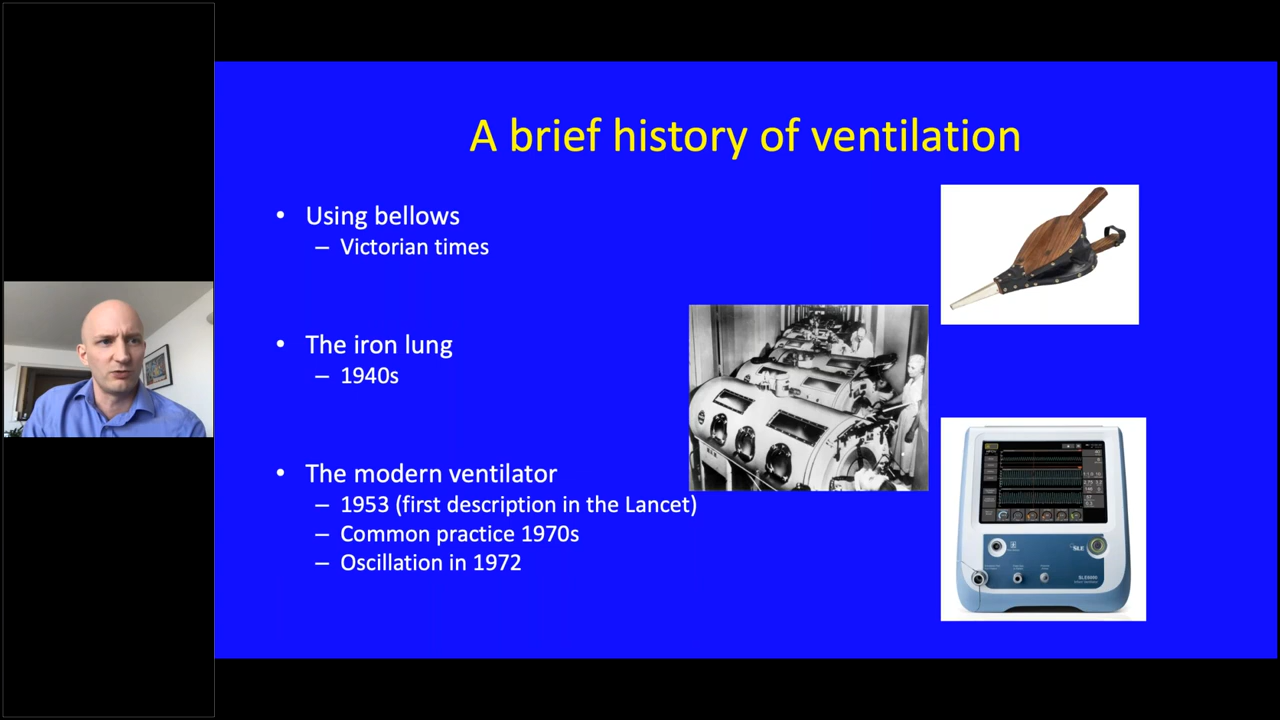 A brief history of ventilation
• Using bellows
– Victorian times
• The iron lung
– 1940s
• The modern ventilator
– 1953 (first description in the Lancet)
– Common practice 1970s
– Oscillation in 1972
SLE